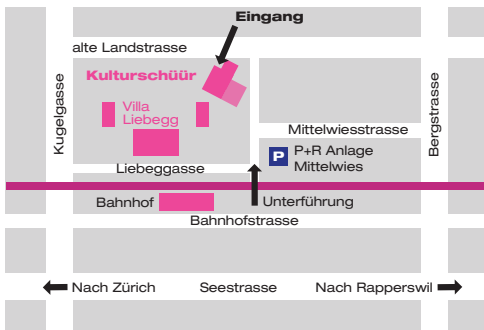 Eingang
alte Landstrasse
Kulturschüür
Villa
Liebegg
Kugelgasse
Bergstrasse
Mittelwiesstrasse
P
P+R Anlage
Mittelwies
Liebeggasse
Bahnhof
Unterführung
Bahnhofstrasse
Nach Zürich
Seestrasse
Nach Rapperswil